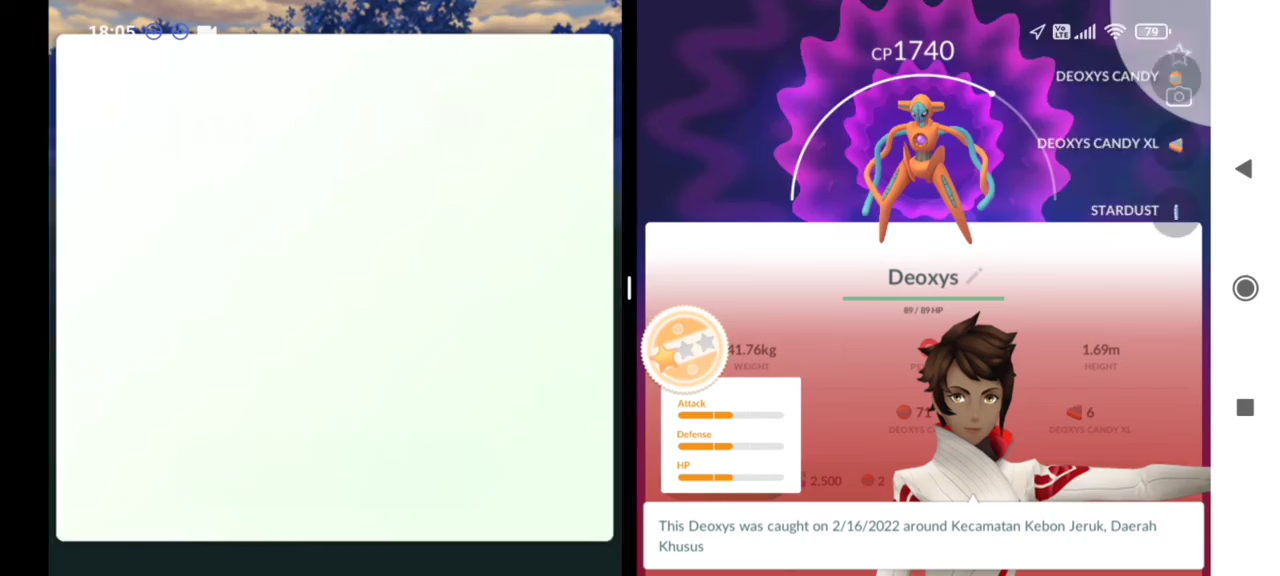 18:05
79
CP1740
DEOXYS CANDY
DEOXYS CANDY XL
STARDUST
Deoxys
89 / 89 HP
41.76kg
WEIGHT
1.69m
HEIGHT
Attack
71
6
DEOXYS CANDY XL
Defense
HP
2,500
2
This Deoxys was caught on 2/16/2022 around Kecamatan Kebon Jeruk, Daerah
Khusus